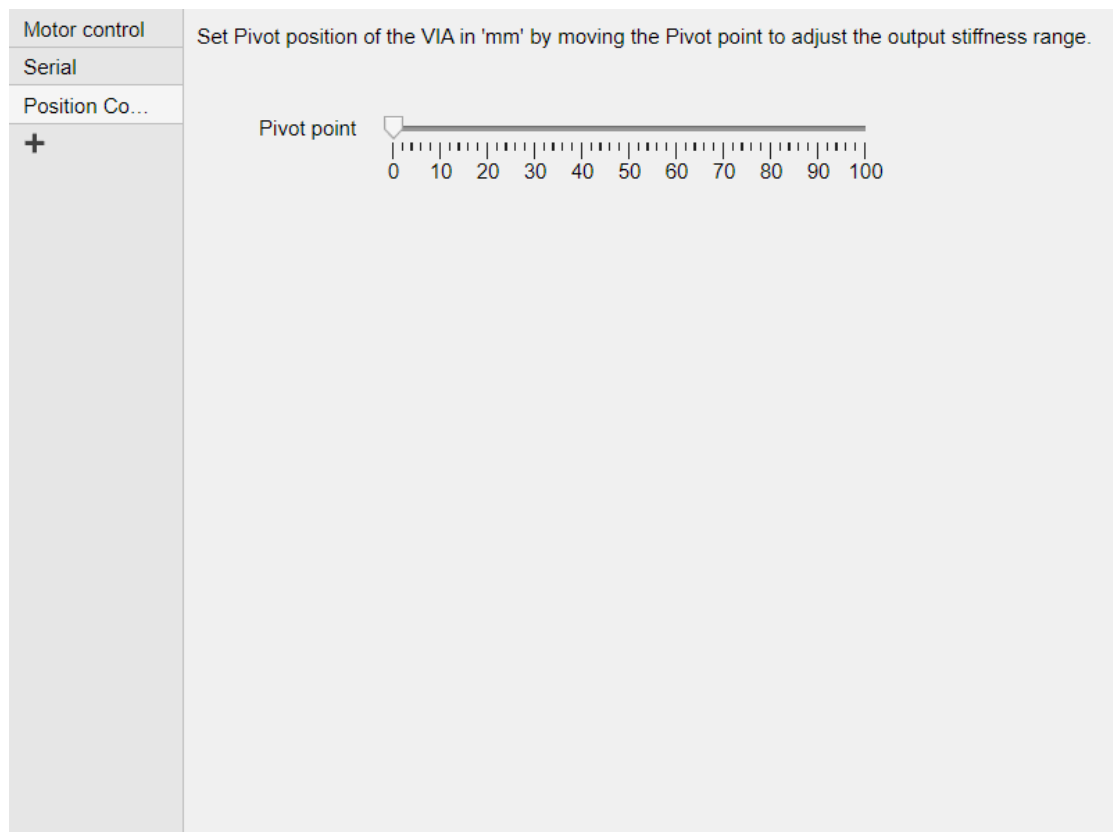 Motor control
Serial
Position Co...
+
Set Pivot position of the VIA in 'mm' by moving the Pivot point to adjust the output stiffness range.
Pivot point
0 10 20 30 40 50 60 70 80 90 100